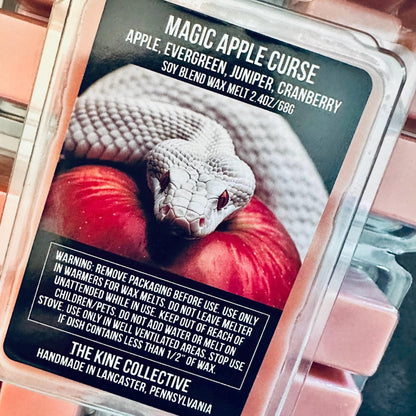 MAGIC APPLE CURSE
APPLE, EVERGREEN, JUNIPER, CRANBERRY
SOY BLEND WAX MELT 2.4OZ/68G
WARNING: REMOVE PACKAGING BEFORE USE. USE ONLY
IN WARMERS FOR WAX MELTS. DO NOT LEAVE MELTER
UNATTENDED WHILE IN USE. KEEP OUT OF REACH OF
CHILDREN/PETS. DO NOT ADD WATER OR MELT ON
STOVE. USE ONLY IN WELL VENTILATED AREAS. STOP USE
IF DISH CONTAINS LESS THAN 1/2" OF WAX.
THE KINE COLLECTIVE
HANDMADE IN LANCASTER, PENNSYLVANIA